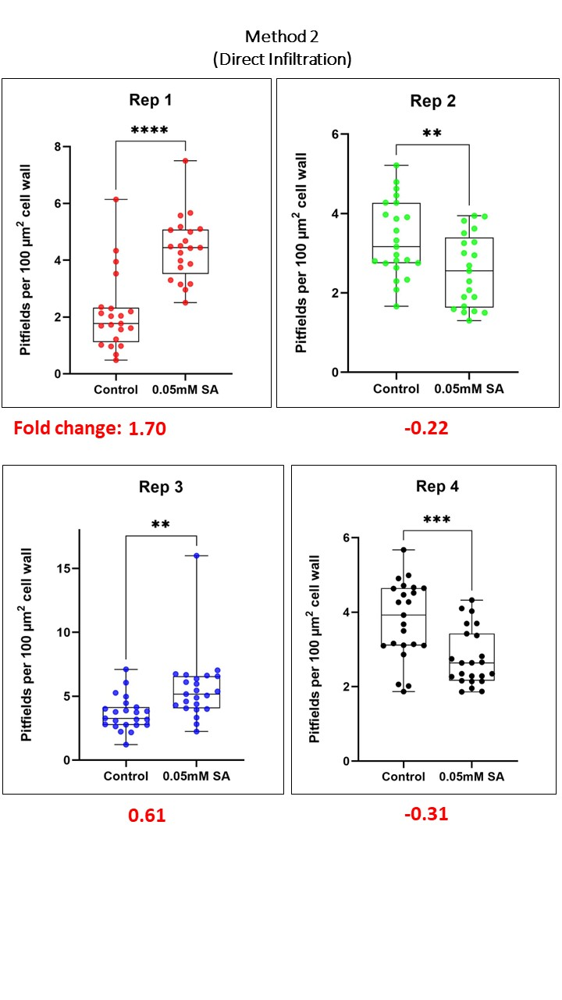 Method 2
(Direct Infiltration)
Rep 1
****
Pitfields per 100 µm² cell wall
8
6
4
2
0
Control 0.05mM SA
Rep 2
**
Pitfields per 100 µm² cell wall
6
4
2
0
Control 0.05mM SA
Fold change: 1.70
-0.22
Rep 3
**
Pitfields per 100 µm² cell wall
15
10
5
0
Control 0.05mM SA
Rep 4
***
Pitfields per 100 µm² cell wall
6
4
2
0
Control 0.05mM SA
0.61
-0.31